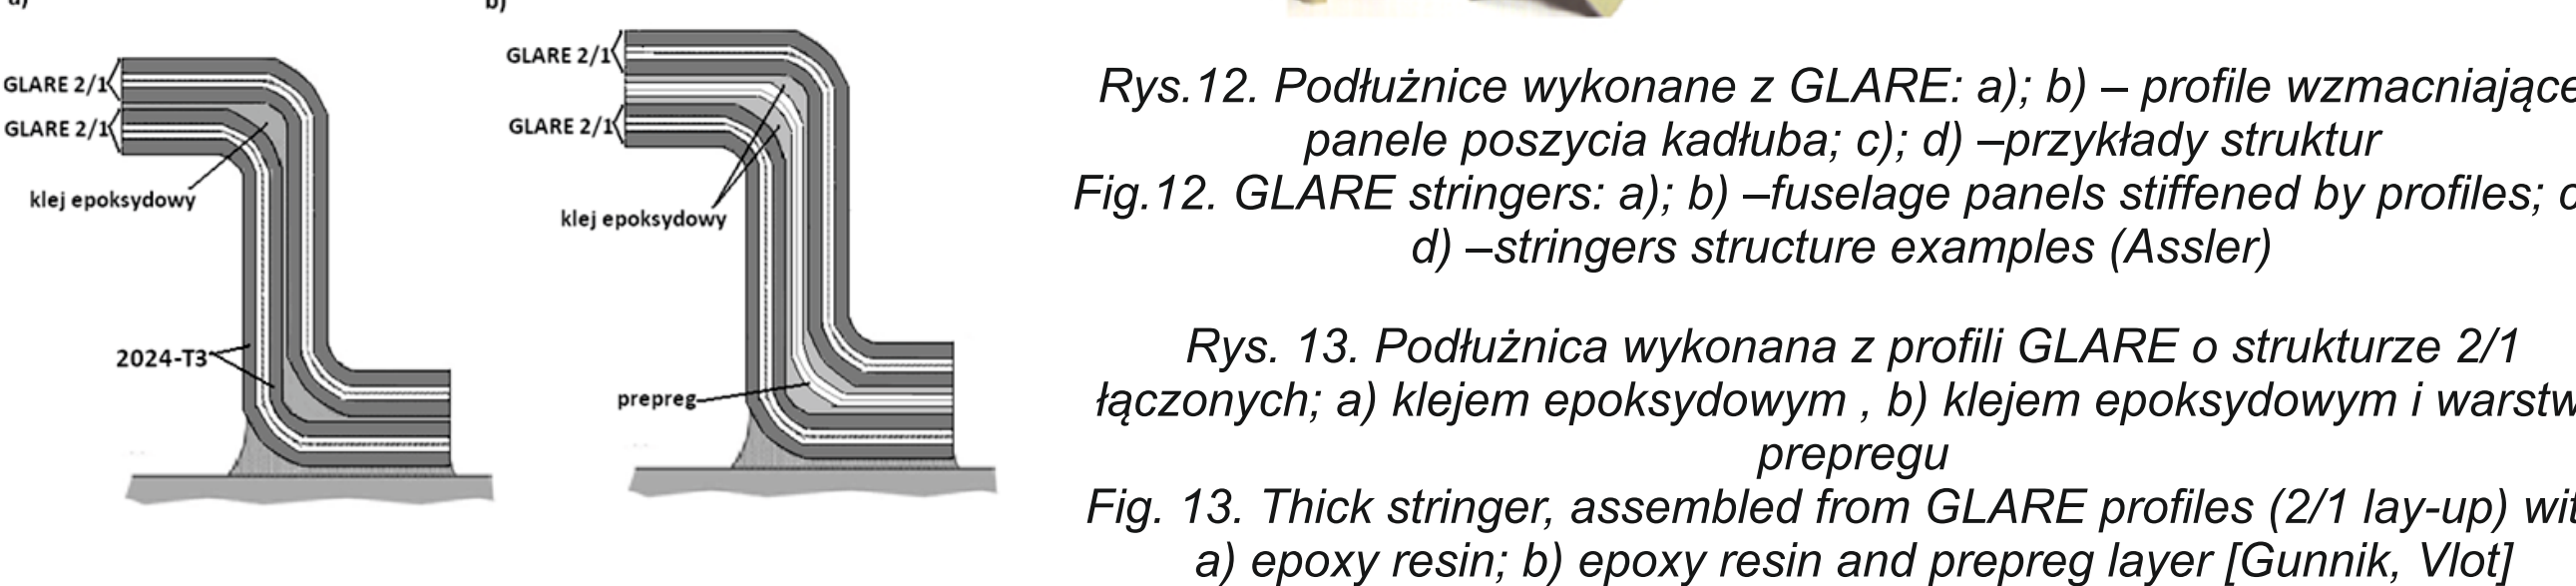 a)
b)
GLARE 2/1
GLARE 2/1
klej epoksydowy
2024-T3
GLARE 2/1
GLARE 2/1
klej epoksydowy
prepreg
Rys.12. Podłużnice wykonane z GLARE: a); b) – profile wzmacniające
panele poszycia kadłuba; c); d) –przykłady struktur
Fig.12. GLARE stringers: a); b) –fuselage panels stiffened by profiles; c
d) –stringers structure examples (Assler)
Rys. 13. Podłużnica wykonana z profili GLARE o strukturze 2/1
łączonych; a) klejem epoksydowym , b) klejem epoksydowym i warstw
prepregu
Fig. 13. Thick stringer, assembled from GLARE profiles (2/1 lay-up) wit
a) epoxy resin; b) epoxy resin and prepreg layer [Gunnik, Vlot]